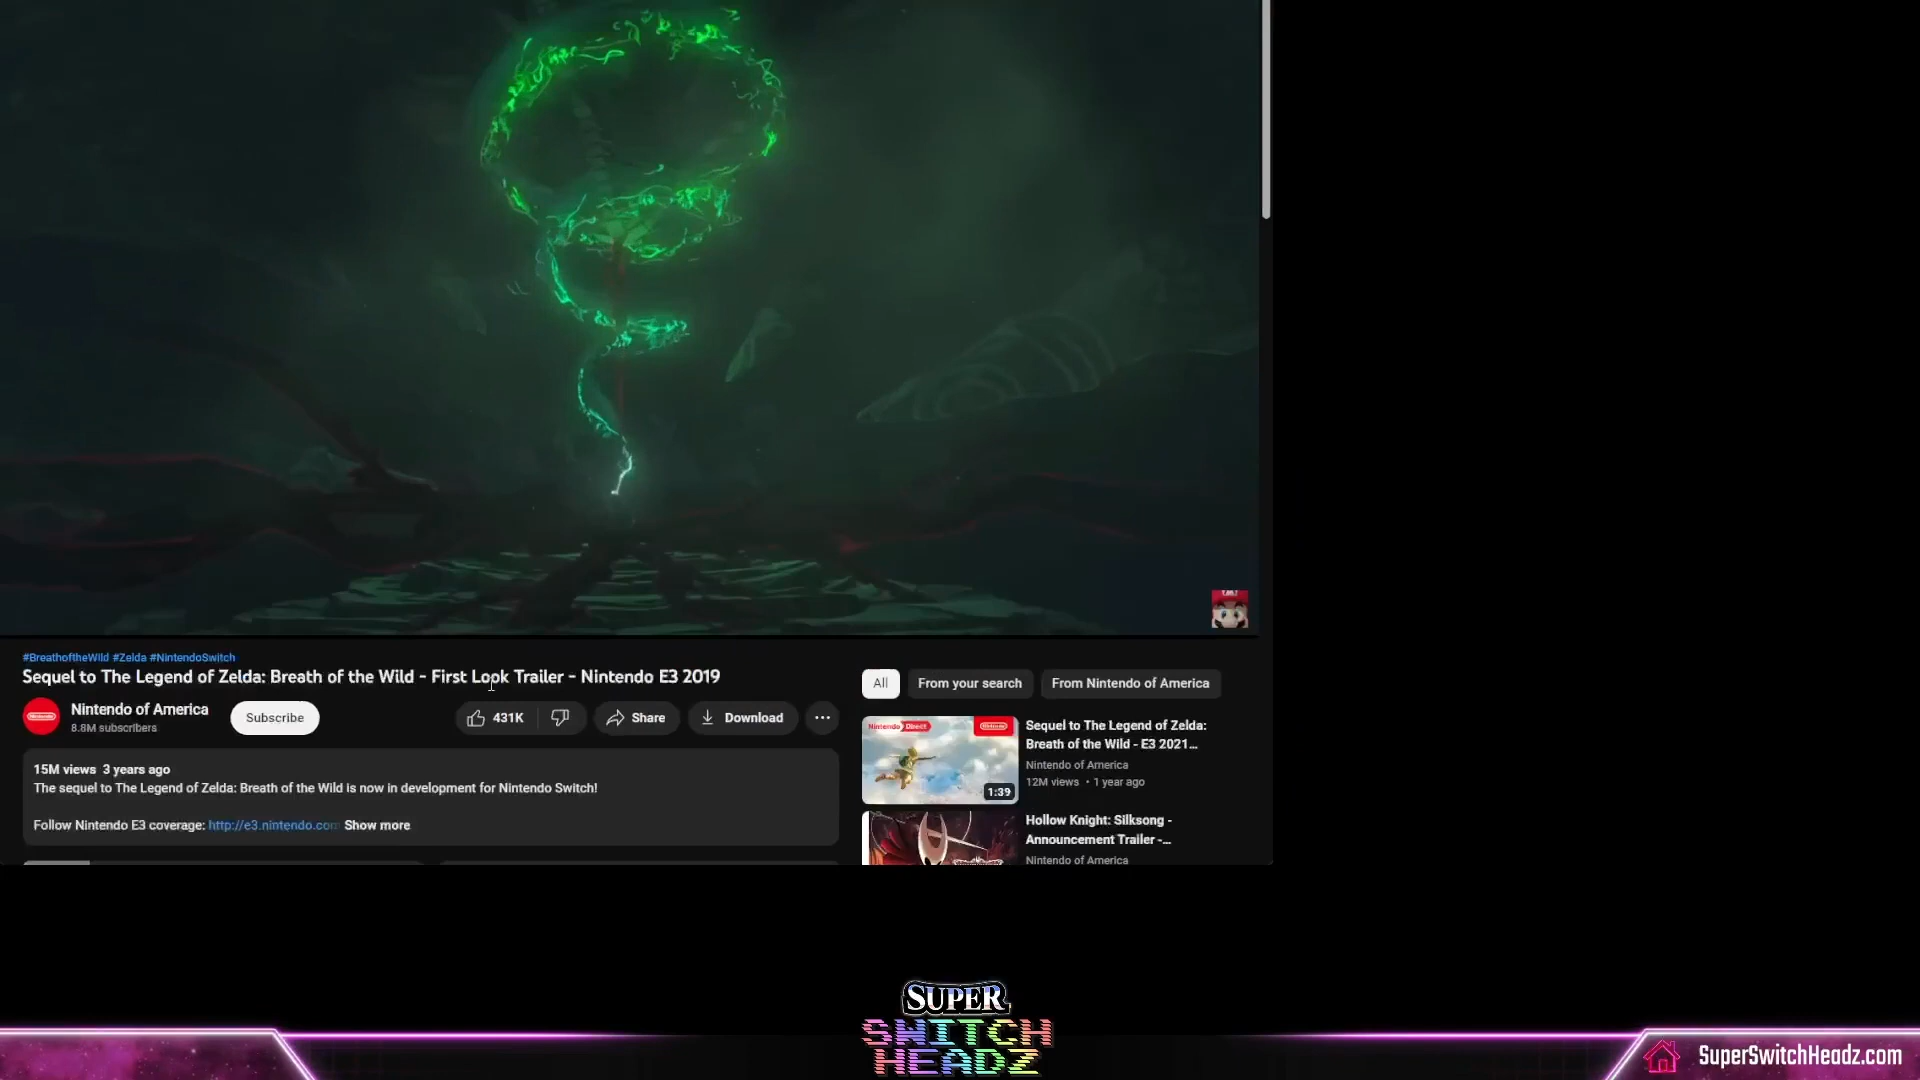 #BreathoftheWild #Zelda #NintendoSwitch
Sequel to The Legend of Zelda: Breath of the Wild - First Look Trailer - Nintendo E3 2019
Nintendo of America
8.8M subscribers
Subscribe
431K
Share
Download
15M views 3 years ago
The sequel to The Legend of Zelda: Breath of the Wild is now in development for Nintendo Switch!
Follow Nintendo E3 coverage: http://e3.nintendo.com Show more
All
From your search
From Nintendo of America
Nintendo Direct
Nintendo
1:39
Sequel to The Legend of Zelda:
Breath of the Wild - E3 2021...
Nintendo of America
12M views • 1 year ago
Hollow Knight: Silksong -
Announcement Trailer -...
Nintendo of America
SUPER
SWITCH
HEADZ
SuperSwitchHeadz.com